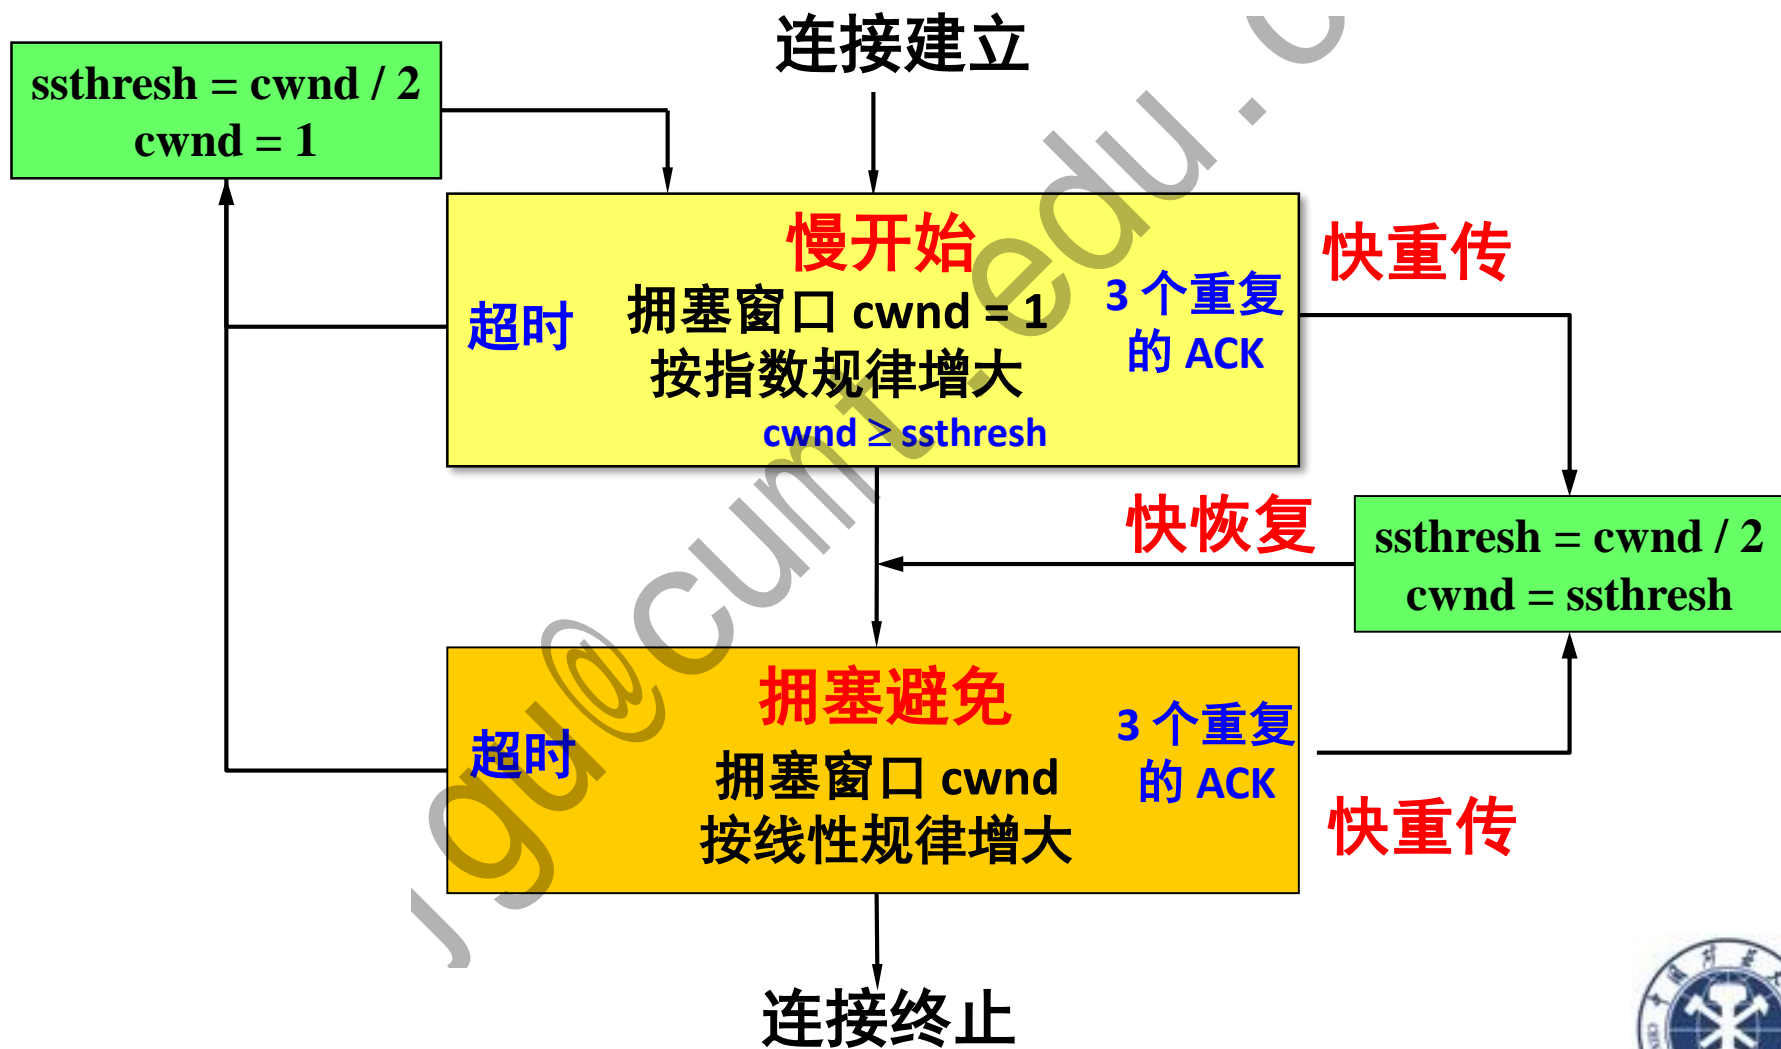 连接建立
ssthresh = cwnd / 2
cwnd = 1
慢开始
快重传
超时
拥塞窗口 cwnd = 1
按指数规律增大
3 个重复
的 ACK
cwnd ≥ ssthresh
快恢复
ssthresh = cwnd / 2
cwnd = ssthresh
拥塞避免
超时
拥塞窗口 cwnd
按线性规律增大
3 个重复
的 ACK
快重传
连接终止
gu@cumt.edu.c